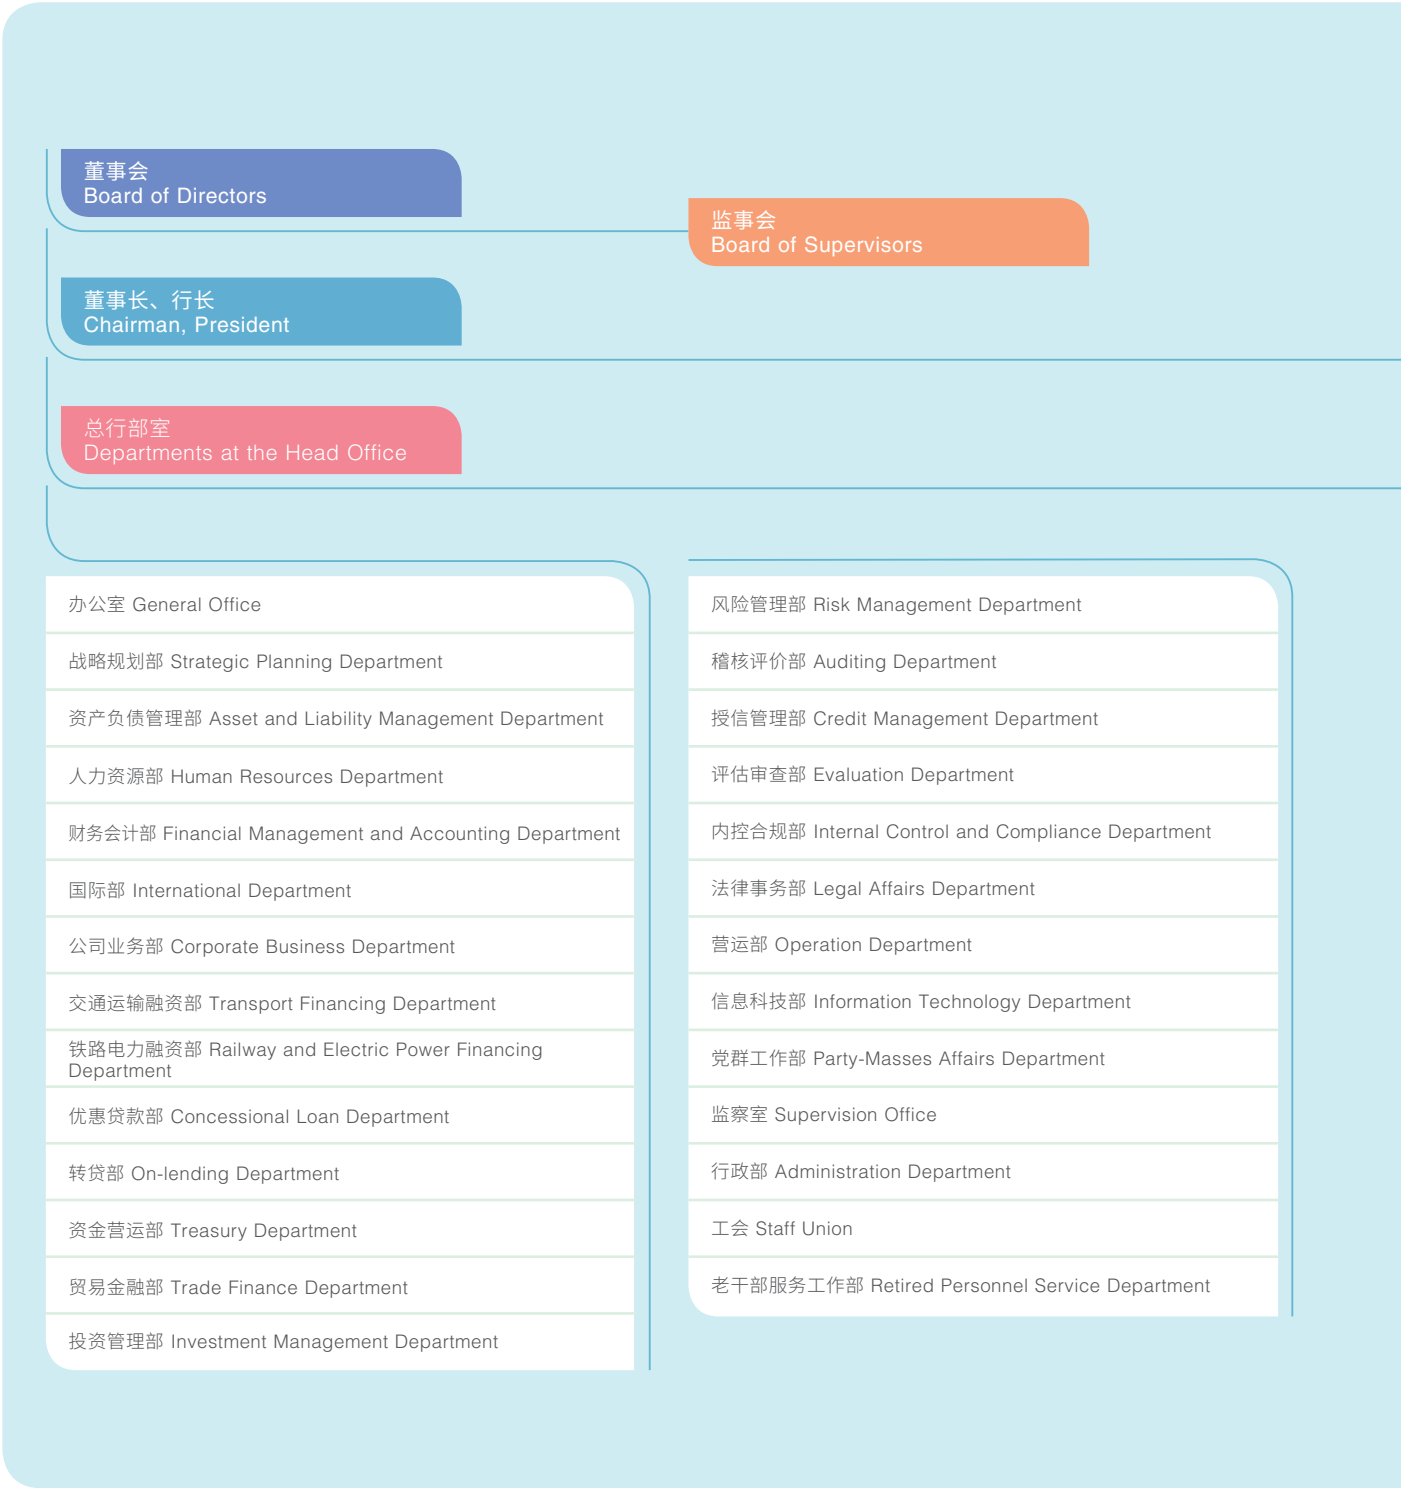 董事会
Board of Directors
监事会
Board of Supervisors
董事长、行长
Chairman, President
总行部室
Departments at the Head Office
办公室 General Office
战略规划部 Strategic Planning Department
资产负债管理部 Asset and Liability Management Department
人力资源部 Human Resources Department
财务会计部 Financial Management and Accounting Department
国际部 International Department
公司业务部 Corporate Business Department
交通运输融资部 Transport Financing Department
铁路电力融资部 Railway and Electric Power Financing
Department
优惠贷款部 Concessional Loan Department
转贷部 On-lending Department
资金营运部 Treasury Department
贸易金融部 Trade Finance Department
投资管理部 Investment Management Department
风险管理部 Risk Management Department
稽核评价部 Auditing Department
授信管理部 Credit Management Department
评估审查部 Evaluation Department
内控合规部 Internal Control and Compliance Department
法律事务部 Legal Affairs Department
营运部 Operation Department
信息科技部 Information Technology Department
党群工作部 Party-Masses Affairs Department
监察室 Supervision Office
行政部 Administration Department
工会 Staff Union
老干部服务工作部 Retired Personnel Service Department